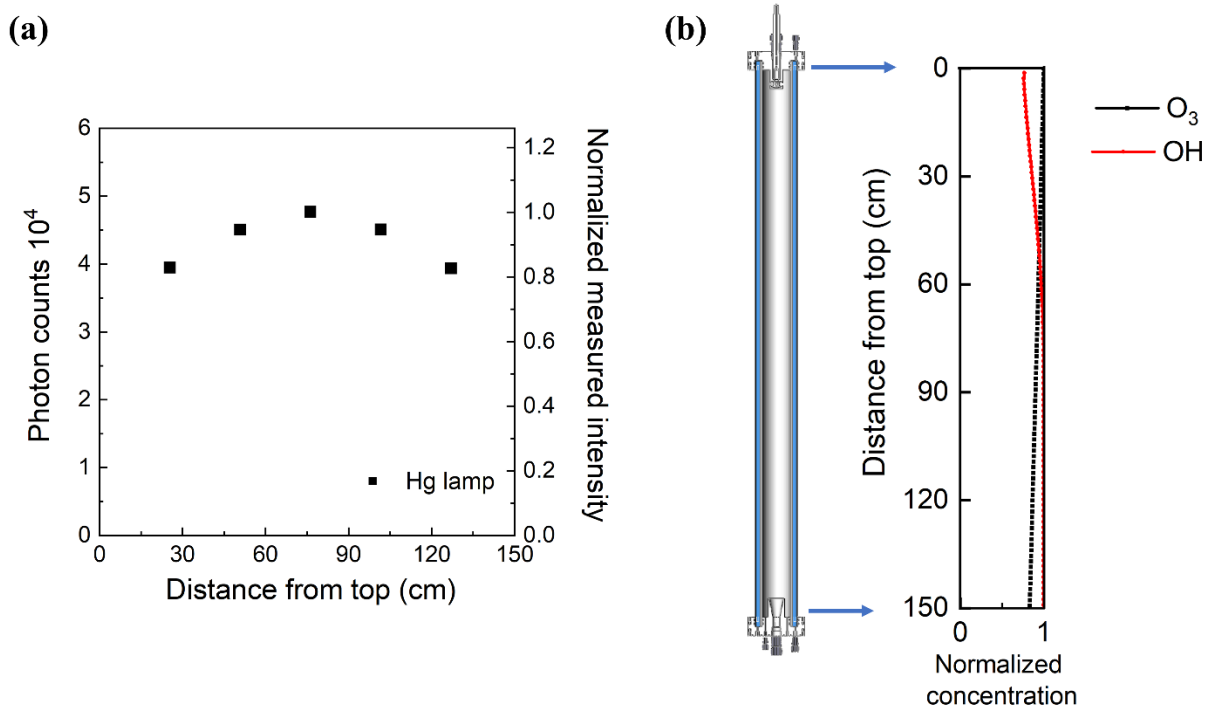 (a)
Photon counts 10⁴
6
5
4
3
2
1
0
0 30 60 90 120 150
Distance from top (cm)
1.2
1.0
0.8
0.6
0.4
0.2
0.0
Normalized measured intensity
Hg lamp
(b)
Distance from top (cm)
0
30
60
90
120
150
0 1
Normalized
concentration
O₃
OH